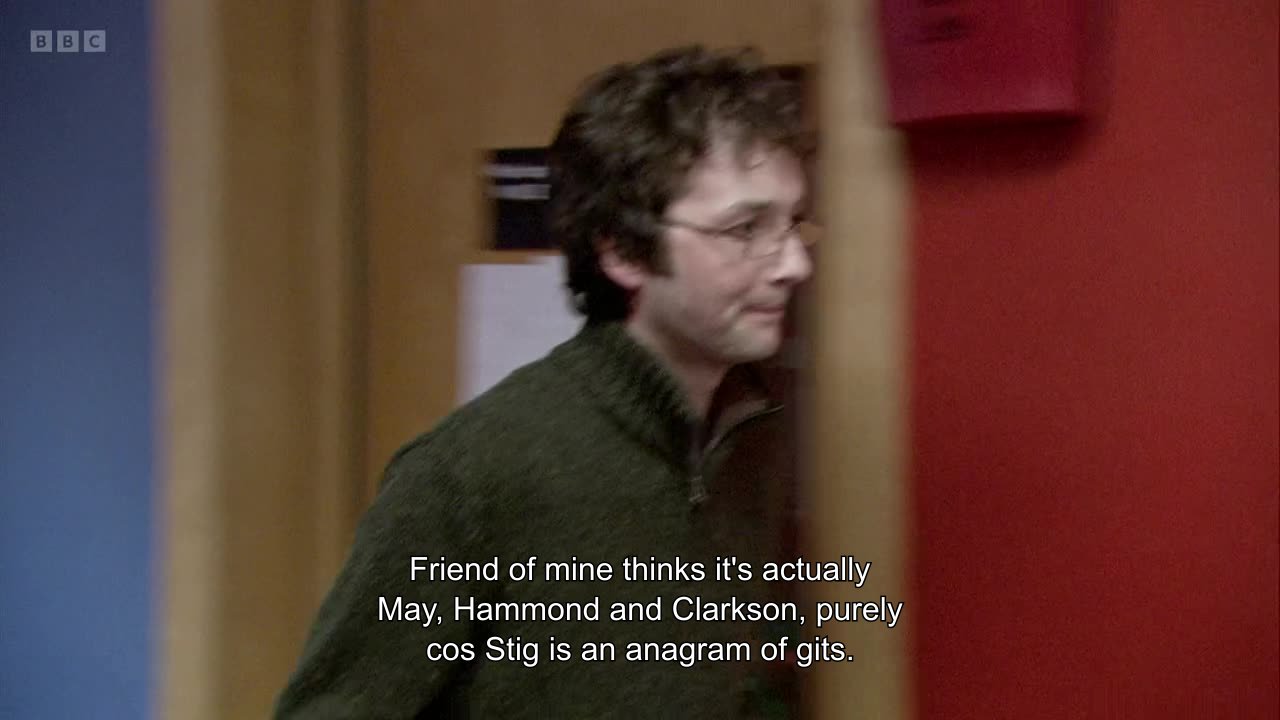 BBC
Friend of mine thinks it's actually
May, Hammond and Clarkson, purely
cos Stig is an anagram of gits.